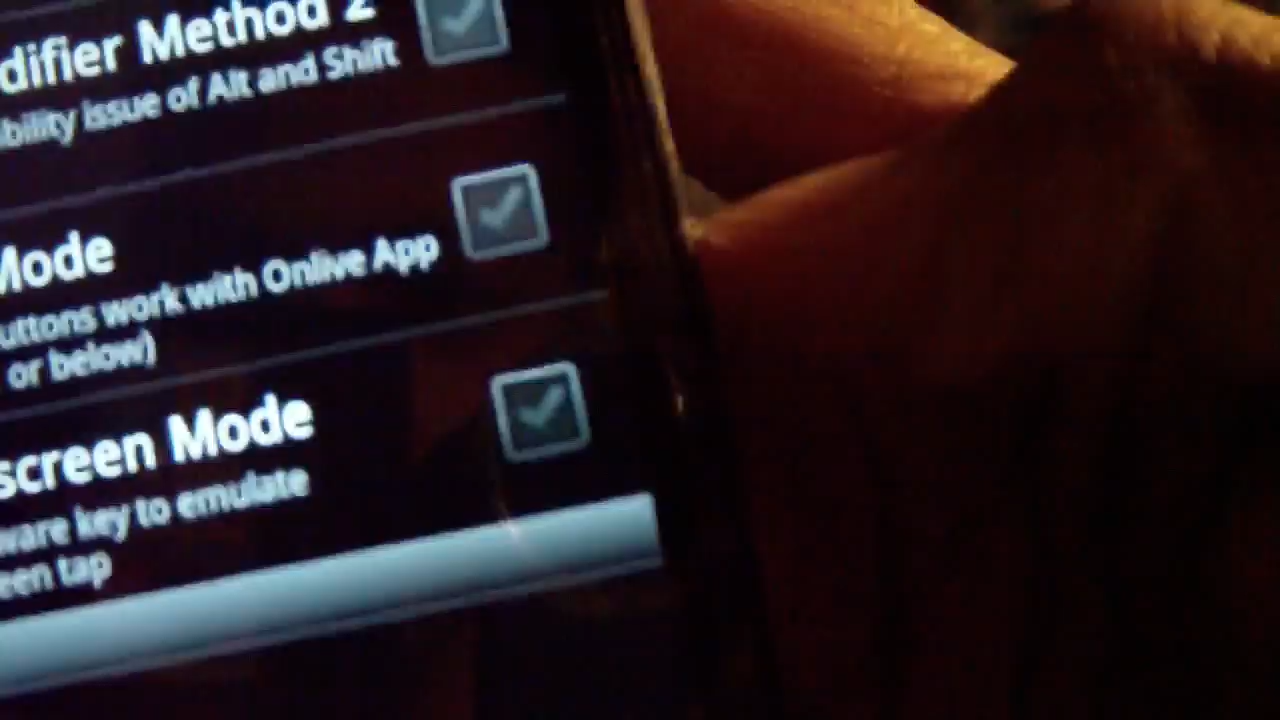 difier Method 2
bility issue of Alt and Shift
Mode
uttons work with Onlive App
or below)
screen Mode
ware key to emulate
een tap